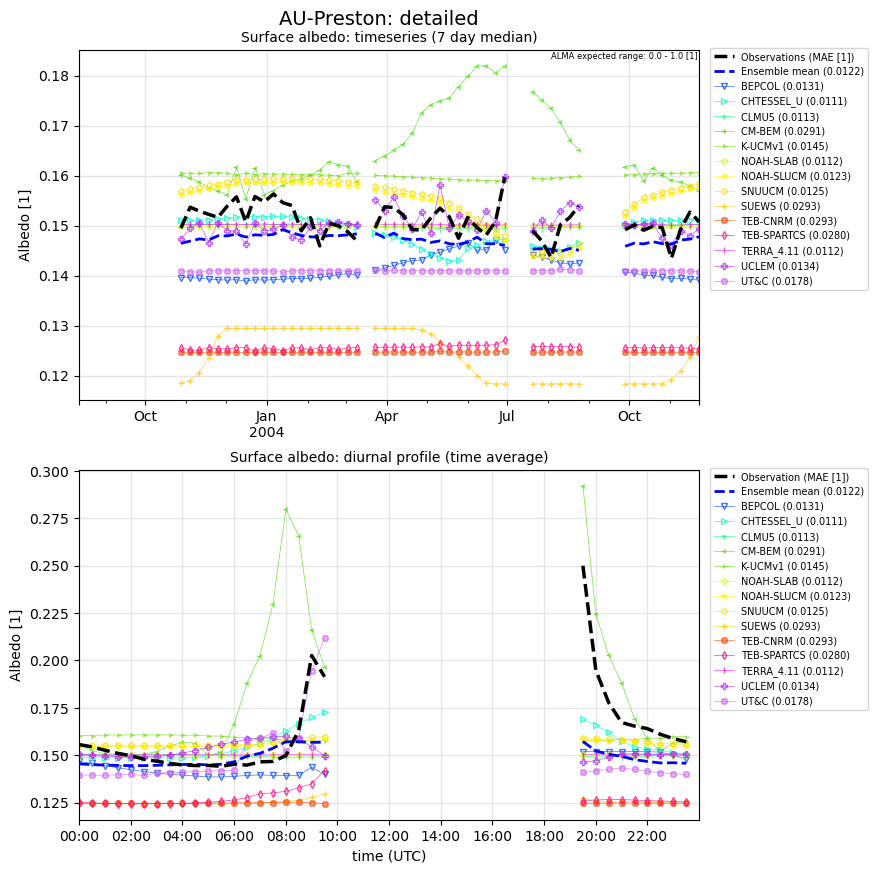 AU-Preston: detailed
Surface albedo: timeseries (7 day median)
ALMA expected range: 0.0 - 1.0 [1]
0.18
0.17
0.16
0.15
0.14
0.13
0.12
Albedo [1]
Oct
Jan
2004
Apr
Jul
Oct
Observations (MAE [1])
Ensemble mean (0.0122)
BEPCOL (0.0131)
CHTESSEL_U (0.0111)
CLMU5 (0.0113)
CM-BEM (0.0291)
K-UCMv1 (0.0145)
NOAH-SLAB (0.0112)
NOAH-SLUCM (0.0123)
SNUUCM (0.0125)
SUEWS (0.0293)
TEB-CNRM (0.0293)
TEB-SPARTCS (0.0280)
TERRA_4.11 (0.0112)
UCLEM (0.0134)
UT&C (0.0178)
Surface albedo: diurnal profile (time average)
0.300
0.275
0.250
0.225
0.200
0.175
0.150
0.125
Albedo [1]
00:00
02:00
04:00
06:00
08:00
10:00
12:00
14:00
16:00
18:00
20:00
22:00
time (UTC)
Observation (MAE [1])
Ensemble mean (0.0122)
BEPCOL (0.0131)
CHTESSEL_U (0.0111)
CLMU5 (0.0113)
CM-BEM (0.0291)
K-UCMv1 (0.0145)
NOAH-SLAB (0.0112)
NOAH-SLUCM (0.0123)
SNUUCM (0.0125)
SUEWS (0.0293)
TEB-CNRM (0.0293)
TEB-SPARTCS (0.0280)
TERRA_4.11 (0.0112)
UCLEM (0.0134)
UT&C (0.0178)